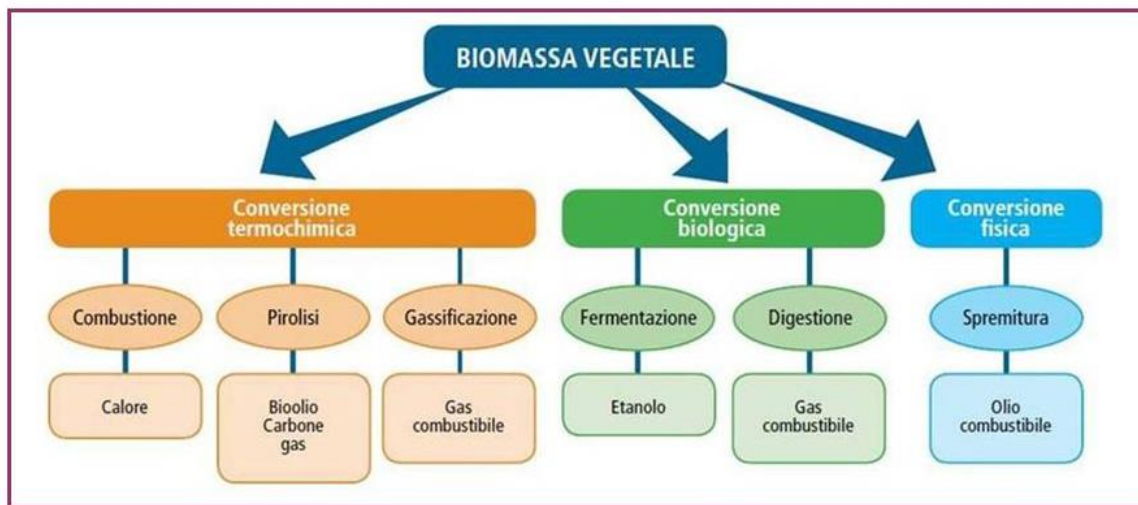 BIOMASSA VEGETALE
Conversione
termochimica
Conversione
biologica
Conversione
fisica
Combustione
Pirolisi
Gassificazione
Fermentazione
Digestione
Spremitura
Calore
Bioolio
Carbone
gas
Gas
combustibile
Etanolo
Gas
combustibile
Olio
combustibile